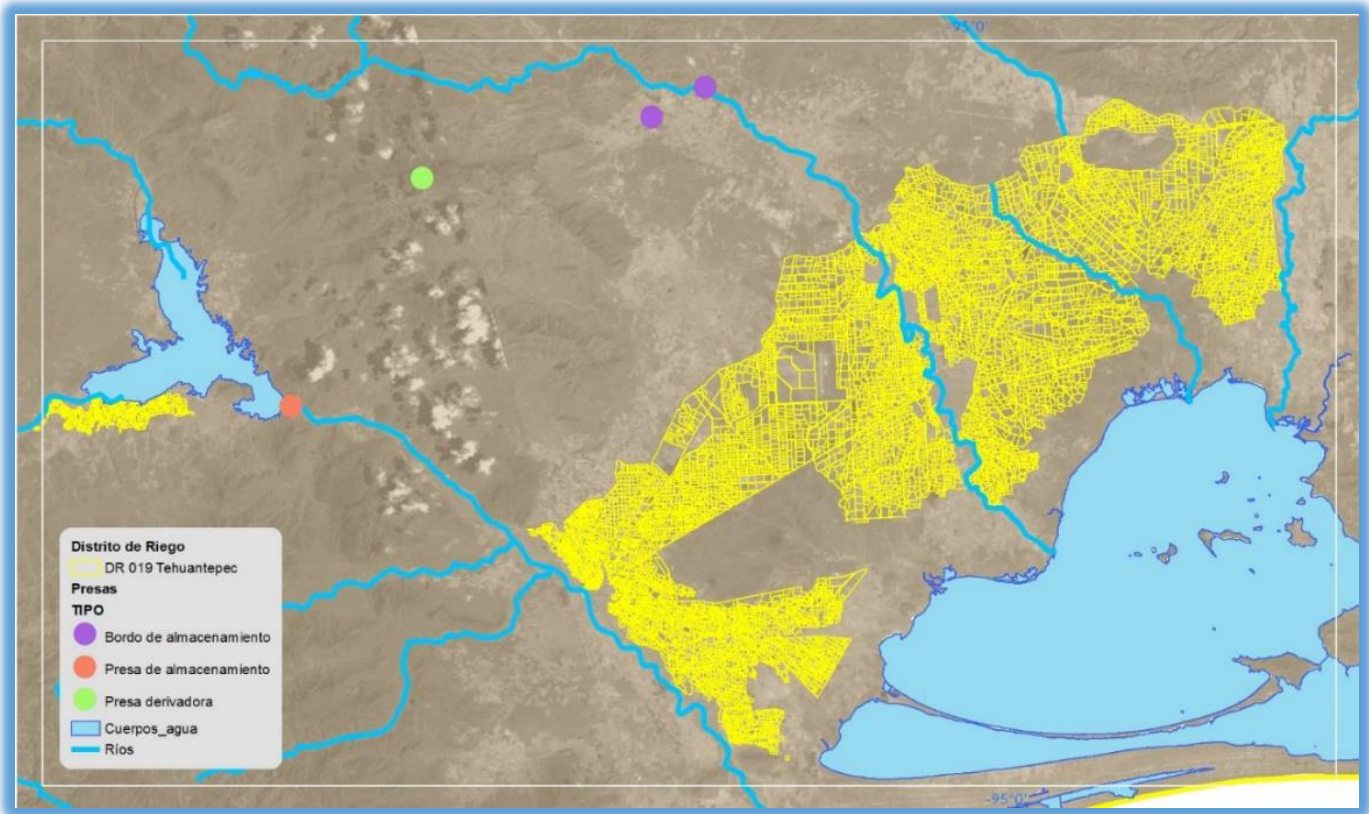 -95°0'
Distrito de Riego
DR 019 Tehuantepec
Presas
TIPO
Bordo de almacenamiento
Presa de almacenamiento
Presa derivadora
Cuerpos_agua
Ríos
-95°0'